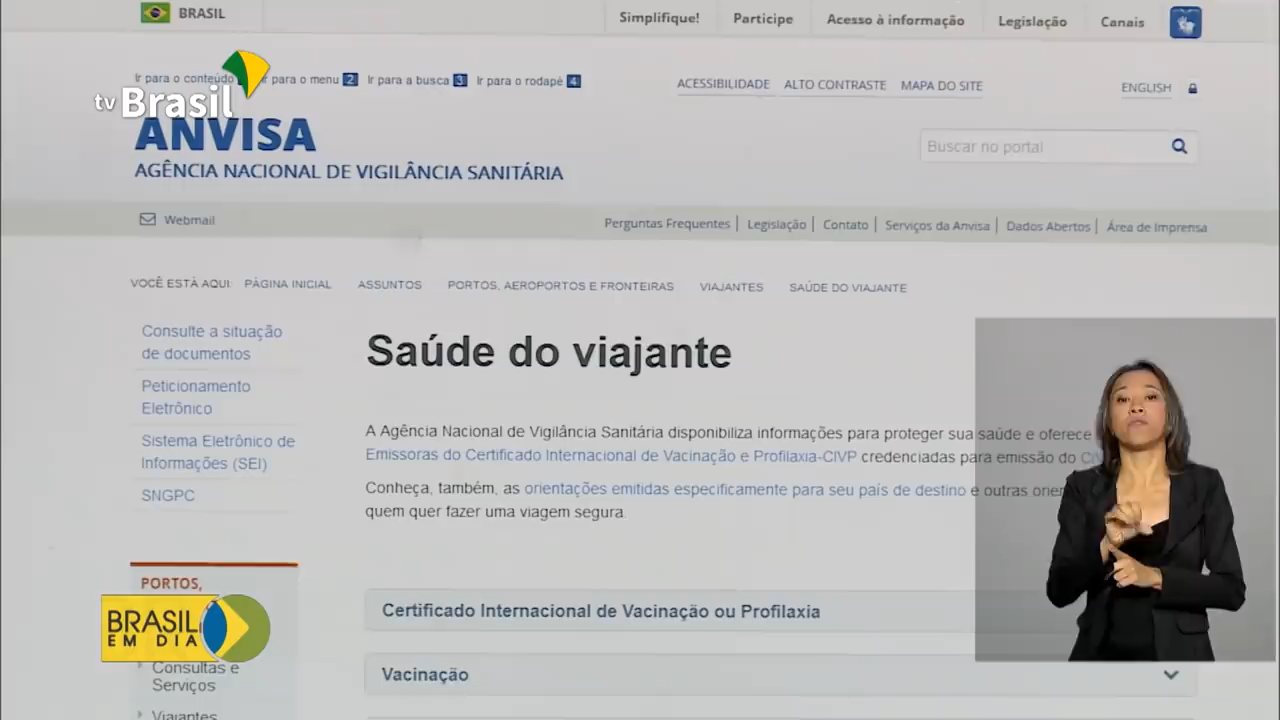 BRASIL
Simplifique!
Participe
Acesso à informação
Legislação
Canais
Ir para o conteúdo
para o menu 2
Ir para a busca 3
Ir para o rodapé 4
ACESSIBILIDADE
ALTO CONTRASTE
MAPA DO SITE
ENGLISH
tv Brasil
ANVISA
AGÊNCIA NACIONAL DE VIGILÂNCIA SANITÁRIA
Buscar no portal
Webmail
Perguntas Frequentes | Legislação | Contato | Serviços da Anvisa | Dados Abertos | Área de Imprensa
VOCÊ ESTÁ AQUI: PÁGINA INICIAL ASSUNTOS PORTOS, AEROPORTOS E FRONTEIRAS VIAJANTES SAÚDE DO VIAJANTE
Consulte a situação
de documentos
Peticionamento
Eletrônico
Sistema Eletrônico de
Informações (SEI)
SNGPC
Saúde do viajante
A Agência Nacional de Vigilância Sanitária disponibiliza informações para proteger sua saúde e oferece
Emissoras do Certificado Internacional de Vacinação e Profilaxia-CIVP credenciadas para emissão do
Conheça, também, as orientações emitidas especificamente para seu país de destino e outras
quem quer fazer uma viagem segura.
PORTOS,
BRASIL
EM DIA
Consultas e
Serviços
Viajantes
Certificado Internacional de Vacinação ou Profilaxia
Vacinação